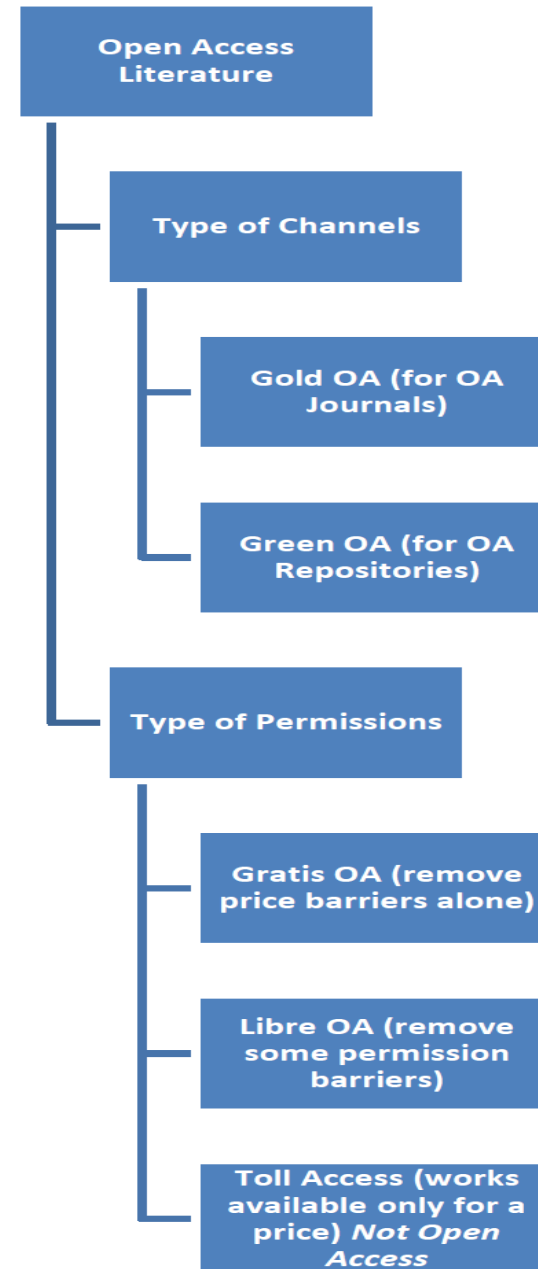 Open Access
Literature
Type of Channels
Gold OA (for OA
Journals)
Green OA (for OA
Repositories)
Type of Permissions
Gratis OA (remove
price barriers alone)
Libre OA (remove
some permission
barriers)
Toll Access (works
available only for a
price) Not Open
Access